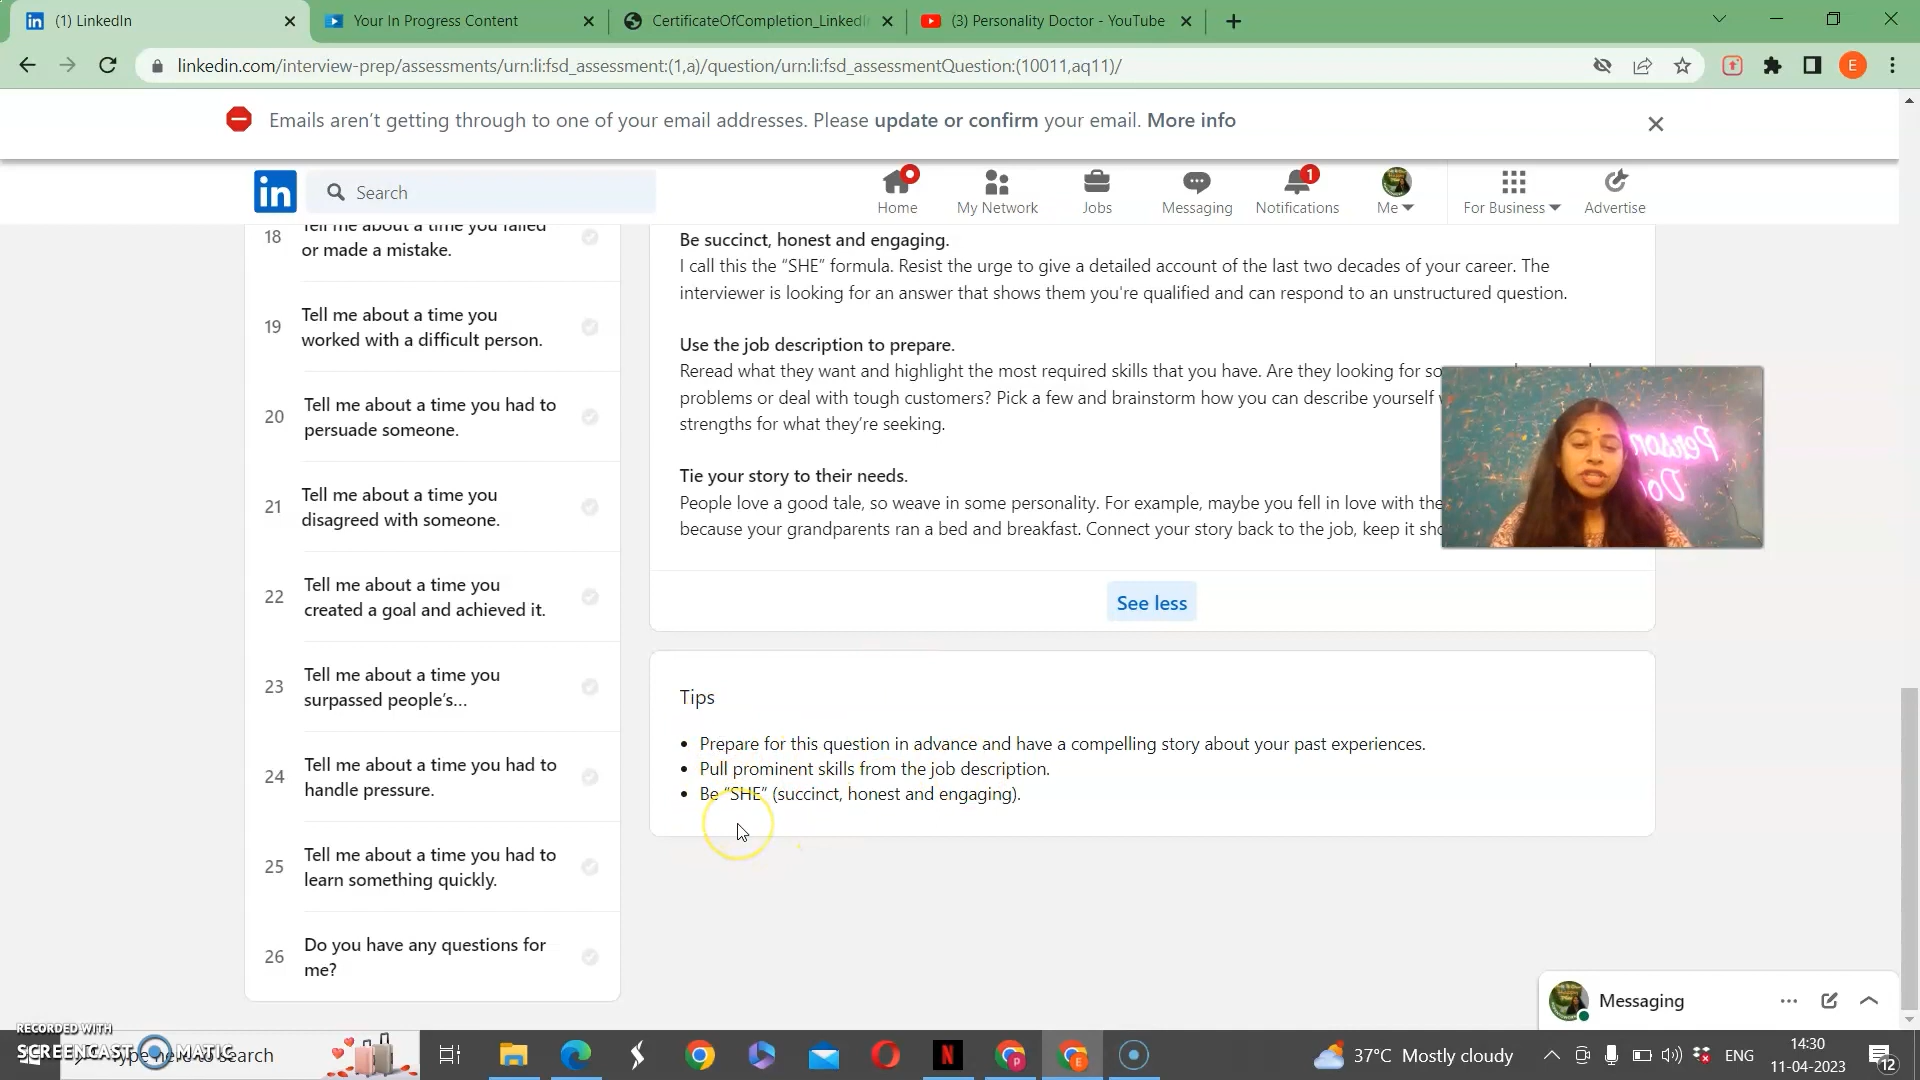 (1) LinkedIn
Your In Progress Content
CertificateOfCompletion_LinkedIn
(3) Personality Doctor - YouTube
linkedin.com/interview-prep/assessments/urn:li:fsd_assessment:(1,a)/question/urn:li:fsd_assessmentQuestion:(10011,aq11)/
E
Emails aren't getting through to one of your email addresses. Please update or confirm your email. More info
in
Search
Home
My Network
Jobs
Messaging
1
Notifications
Me
For Business
Advertise
18
Tell me about a time you failed
or made a mistake.
19
Tell me about a time you
worked with a difficult person.
20
Tell me about a time you had to
persuade someone.
21
Tell me about a time you
disagreed with someone.
22
Tell me about a time you
created a goal and achieved it.
23
Tell me about a time you
surpassed people's...
24
Tell me about a time you had to
handle pressure.
25
Tell me about a time you had to
learn something quickly.
26
Do you have any questions for
me?
Be succinct, honest and engaging.
I call this the “SHE” formula. Resist the urge to give a detailed account of the last two decades of your career. The
interviewer is looking for an answer that shows them you're qualified and can respond to an unstructured question.
Use the job description to prepare.
Reread what they want and highlight the most required skills that you have. Are they looking for
problems or deal with tough customers? Pick a few and brainstorm how you can describe yourself
strengths for what they're seeking.
Tie your story to their needs.
People love a good tale, so weave in some personality. For example, maybe you fell in love with the
because your grandparents ran a bed and breakfast. Connect your story back to the job, keep it
See less
Tips
• Prepare for this question in advance and have a compelling story about your past experiences.
• Pull prominent skills from the job description.
• Be “SHE” (succinct, honest and engaging).
Messaging
RECORDED WITH
SCREENCAST MATIC
Type here to search
37°C Mostly cloudy
ENG
14:30
11-04-2023
12